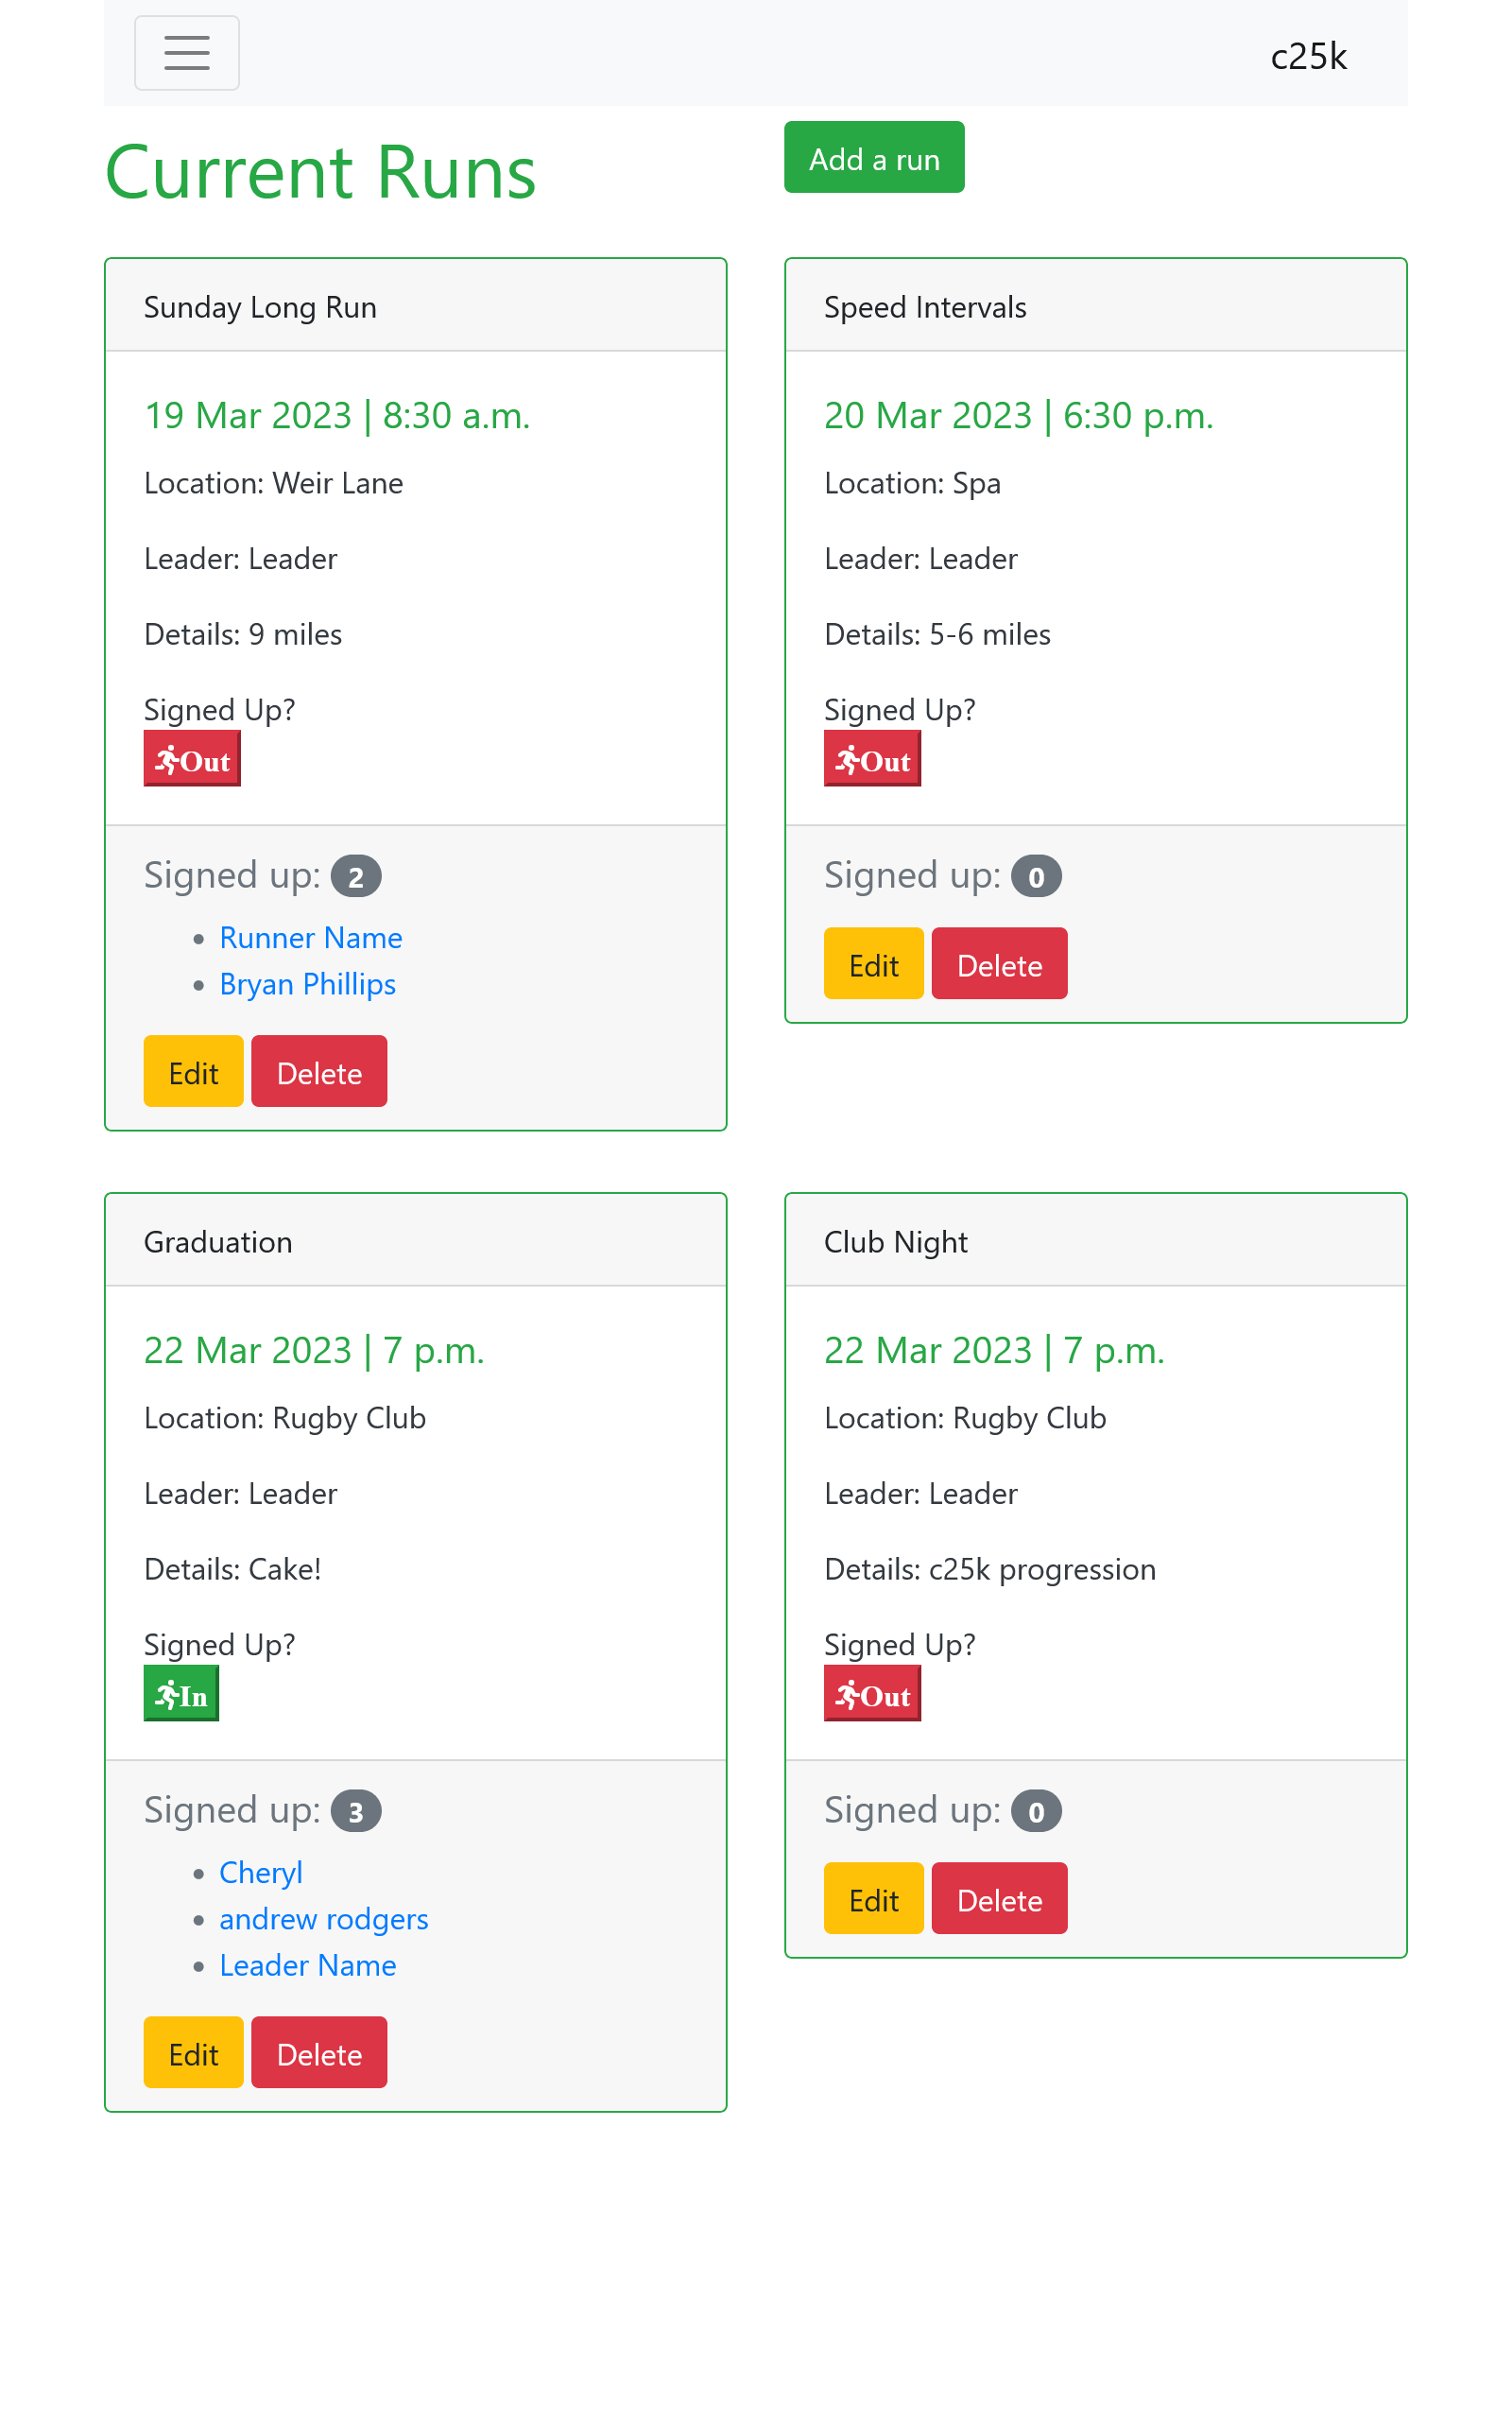 c25k
Current Runs
Add a run
Sunday Long Run
19 Mar 2023 | 8:30 a.m.
Location: Weir Lane
Leader: Leader
Details: 9 miles
Signed Up?
Out
Signed up: 2
Runner Name
Bryan Phillips
Edit Delete
Speed Intervals
20 Mar 2023 | 6:30 p.m.
Location: Spa
Leader: Leader
Details: 5-6 miles
Signed Up?
Out
Signed up: 0
Edit Delete
Graduation
22 Mar 2023 | 7 p.m.
Location: Rugby Club
Leader: Leader
Details: Cake!
Signed Up?
In
Signed up: 3
Cheryl
andrew rodgers
Leader Name
Edit Delete
Club Night
22 Mar 2023 | 7 p.m.
Location: Rugby Club
Leader: Leader
Details: c25k progression
Signed Up?
Out
Signed up: 0
Edit Delete